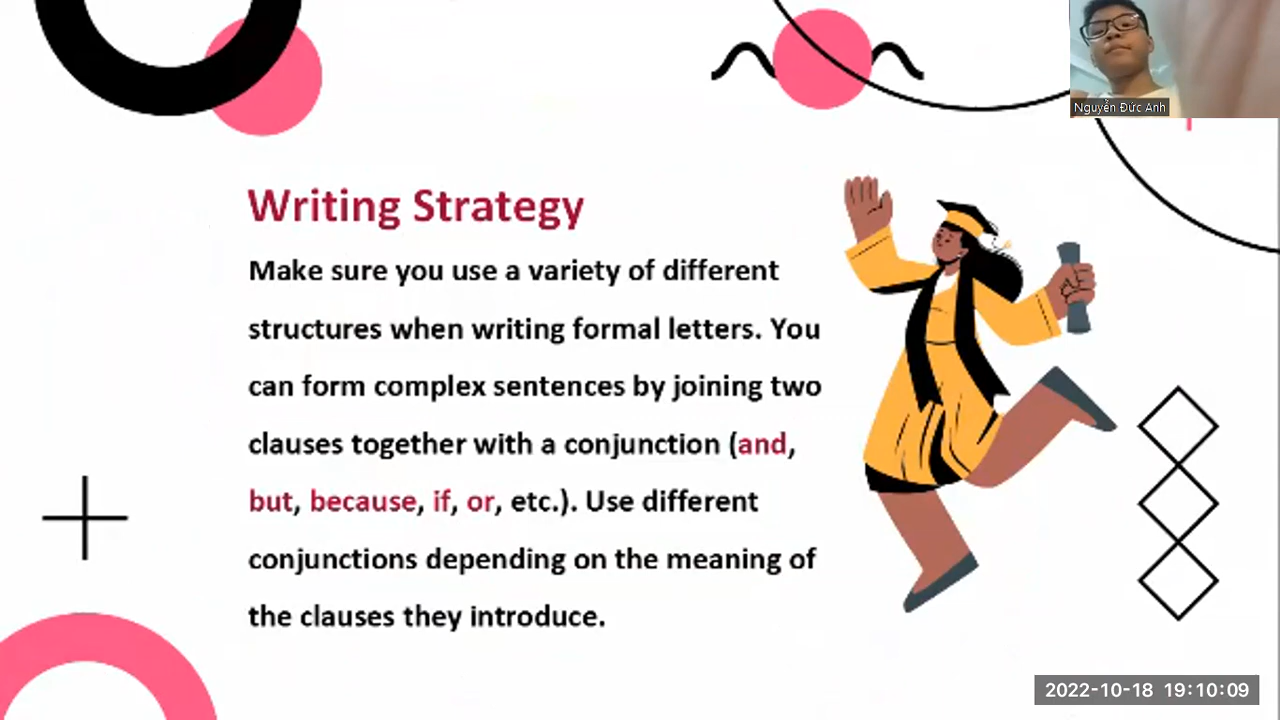 Nguyễn Đức Anh
Writing Strategy
Make sure you use a variety of different
structures when writing formal letters. You
can form complex sentences by joining two
clauses together with a conjunction (and,
but, because, if, or, etc.). Use different
conjunctions depending on the meaning of
the clauses they introduce.
2022-10-18 19:10:09